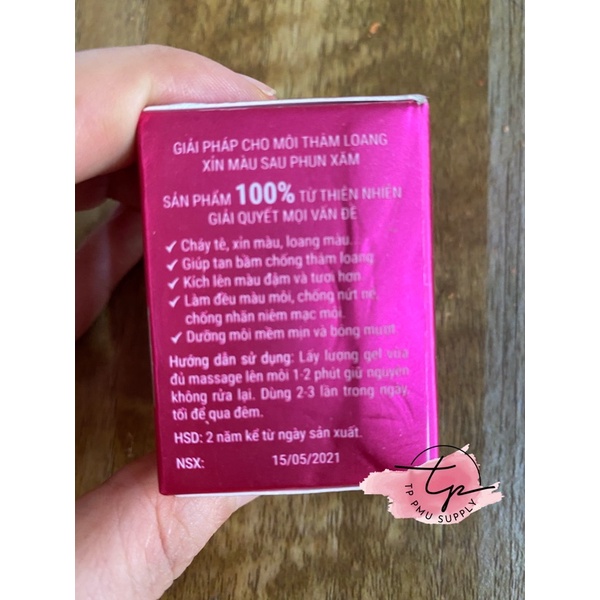 GIẢI PHÁP CHO MÔI THÂM LOANG
XỈN MÀU SAU PHUN XĂM
SẢN PHẨM 100% TỪ THIÊN NHIÊN
GIẢI QUYẾT MỌI VẤN ĐỀ
✓ Cháy tê, xỉn màu, loang màu...
✓ Giúp tan bầm chống thâm loang
✓ Kích lên màu đậm và tươi hơn
✓ Làm đều màu môi, chống nứt nẻ,
chống nhăn niêm mạc môi.
✓ Dưỡng môi mềm mịn và bóng mượt
Hướng dẫn sử dụng: Lấy lượng gel vừa
đủ massage lên môi 1-2 phút giữ nguyên
không rửa lại. Dùng 2-3 lần trong ngày,
tối để qua đêm.
HSD: 2 năm kể từ ngày sản xuất.
NSX: 15/05/2021
tp
TP PMU SUPPLY